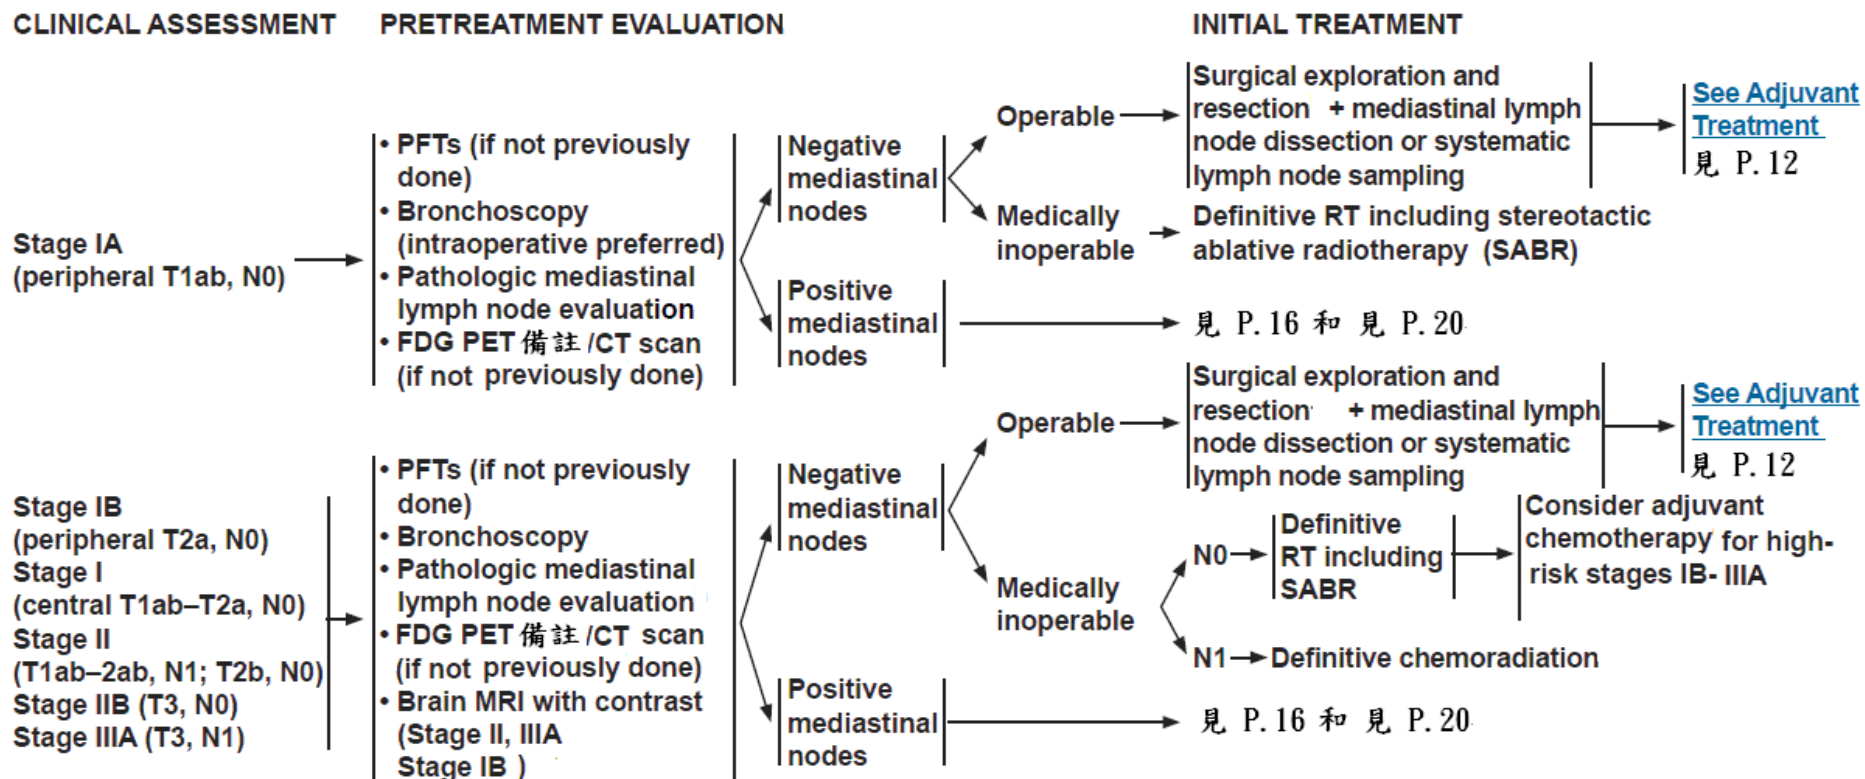 CLINICAL ASSESSMENT
PRETREATMENT EVALUATION
INITIAL TREATMENT
Stage IA
(peripheral T1ab, N0)
• PFTs (if not previously
done)
• Bronchoscopy
(intraoperative preferred)
• Pathologic mediastinal
lymph node evaluation
• FDG PET 備註 /CT scan
(if not previously done)
Negative
mediastinal
nodes
Operable
Surgical exploration and
resection + mediastinal lymph
node dissection or systematic
lymph node sampling
See Adjuvant
Treatment
見 P.12
Medically
inoperable
Definitive RT including stereotactic
ablative radiotherapy (SABR)
Positive
mediastinal
nodes
見 P.16 和 見 P.20
Stage IB
(peripheral T2a, N0)
Stage I
(central T1ab–T2a, N0)
Stage II
(T1ab–2ab, N1; T2b, N0)
Stage IIB (T3, N0)
Stage IIIA (T3, N1)
• PFTs (if not previously
done)
• Bronchoscopy
• Pathologic mediastinal
lymph node evaluation
• FDG PET 備註 /CT scan
(if not previously done)
• Brain MRI with contrast
(Stage II, IIIA
Stage IB )
Negative
mediastinal
nodes
Operable
Surgical exploration and
resection + mediastinal lymph
node dissection or systematic
lymph node sampling
See Adjuvant
Treatment
見 P.12
Medically
inoperable
N0
Definitive
RT including
SABR
Consider adjuvant
chemotherapy for high-
risk stages IB- IIIA
N1
Definitive chemoradiation
Positive
mediastinal
nodes
見 P.16 和 見 P.20